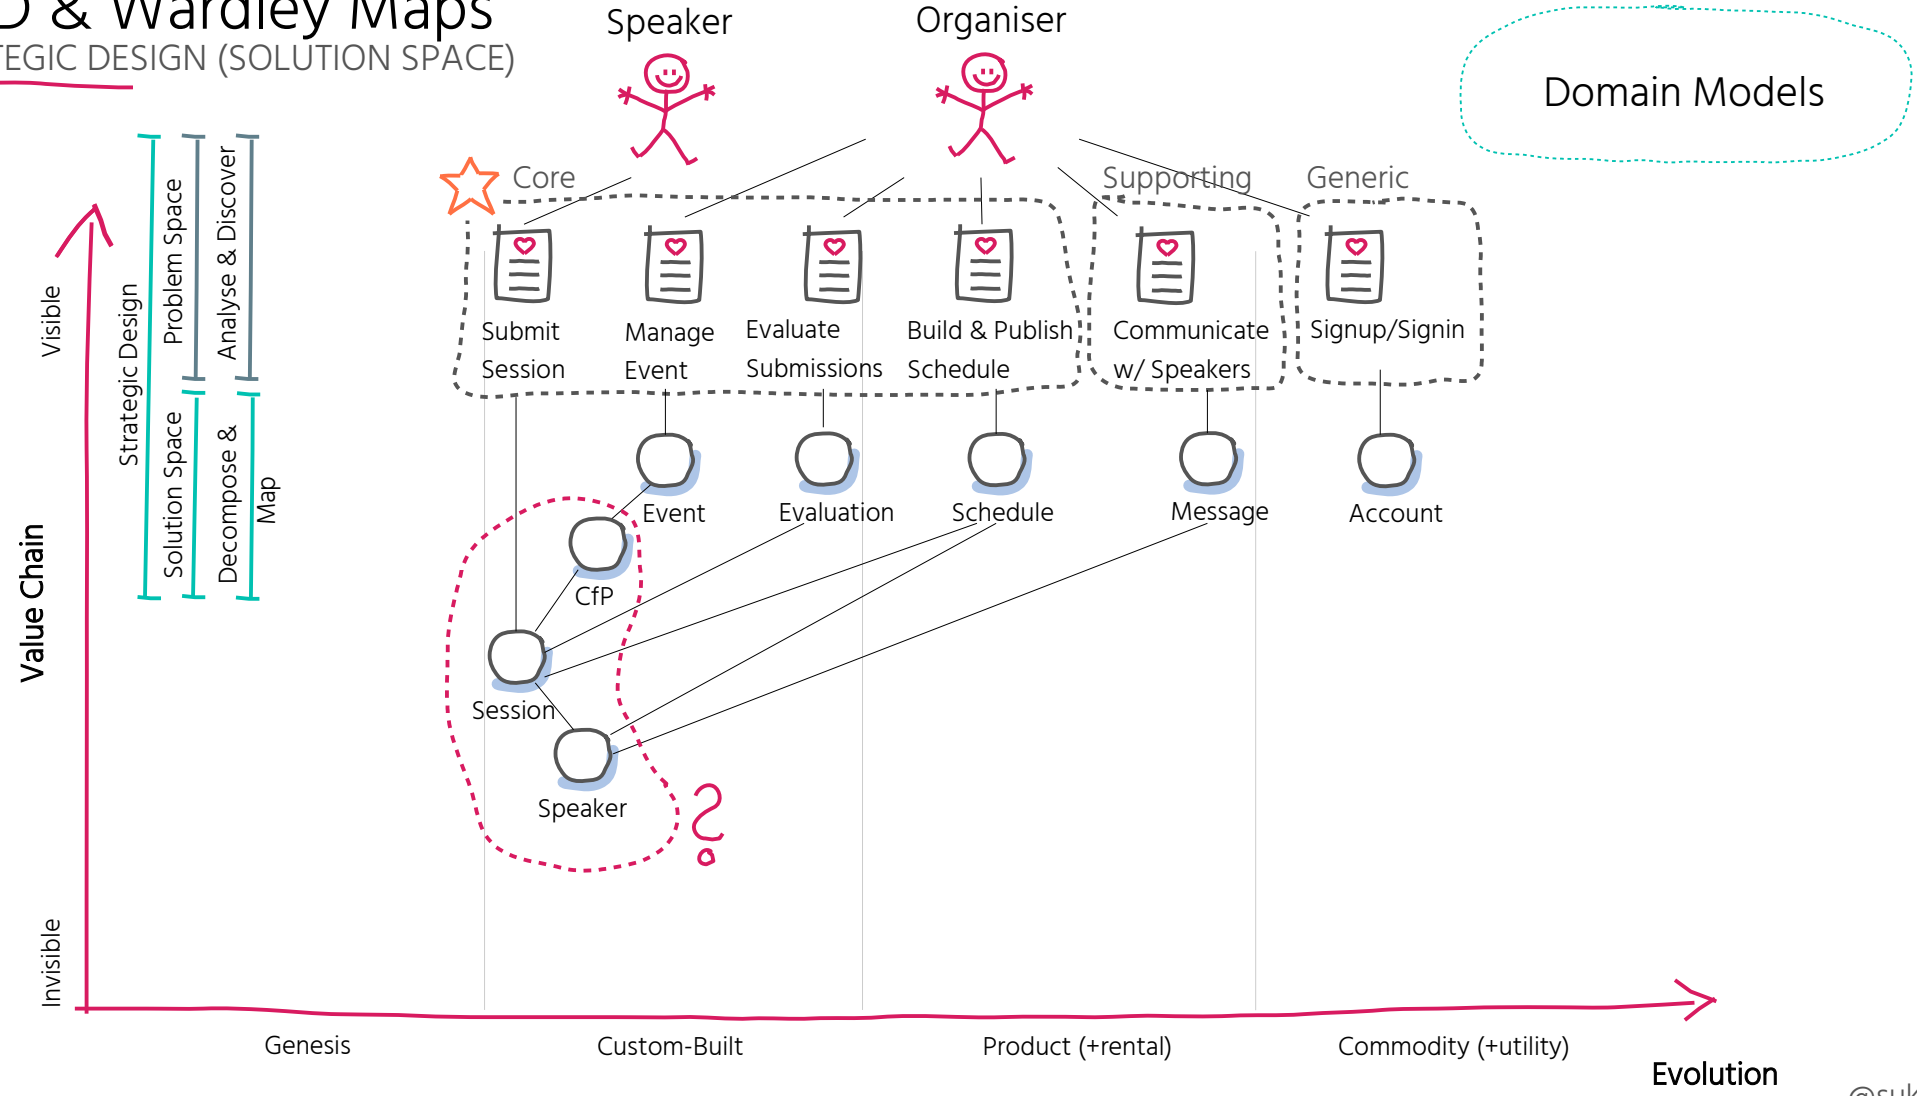 D & Wardley Maps
TEGIC DESIGN (SOLUTION SPACE)
Speaker
Organiser
Domain Models
Core
Supporting
Generic
Visible
Strategic Design
Problem Space
Analyse & Discover
Solution Space
Decompose &
Map
Value Chain
Invisible
Submit
Session
Manage
Event
Evaluate
Submissions
Build & Publish
Schedule
Communicate
w/ Speakers
Signup/Signin
Event
Evaluation
Schedule
Message
Account
CfP
Session
Speaker
?
Genesis
Custom-Built
Product (+rental)
Commodity (+utility)
Evolution